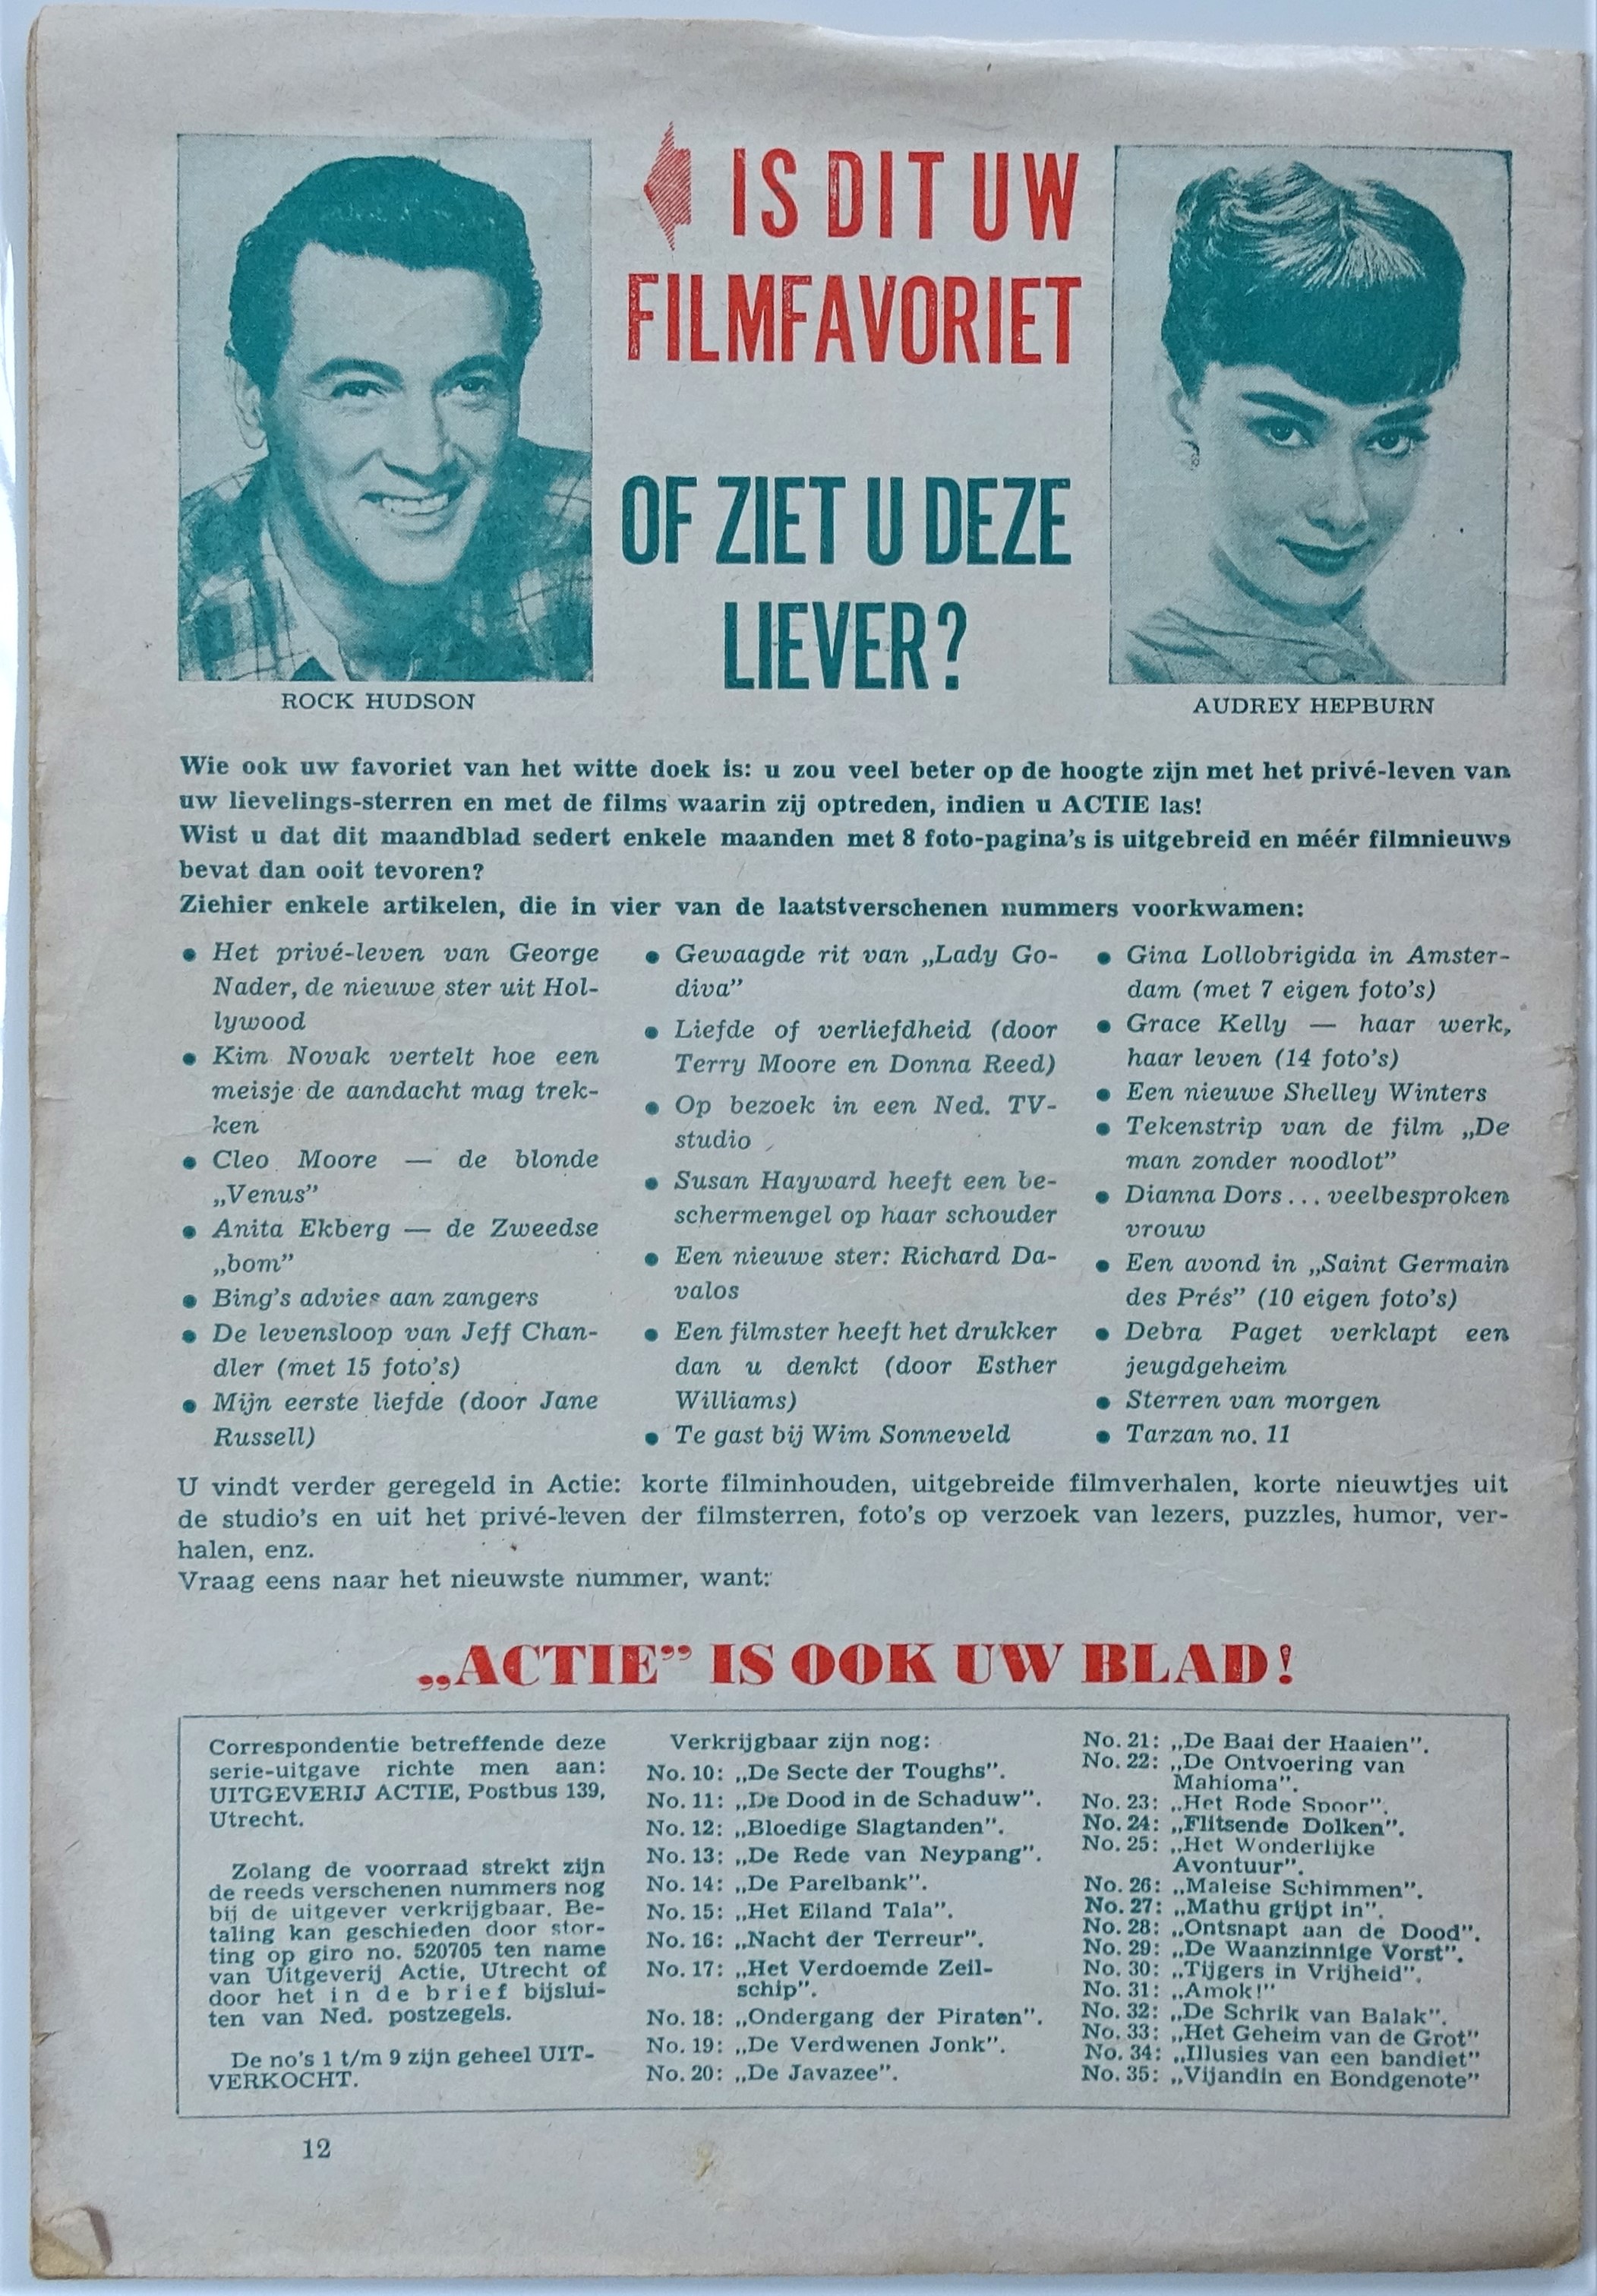 IS DIT UW
FILMFAVORIET
OF ZIET U DEZE
LIEVER?
ROCK HUDSON
AUDREY HEPBURN
Wie ook uw favoriet van het witte doek is: u zou veel beter op de hoogte zijn met het privé-leven van
uw lievelings-sterren en met de films waarin zij optreden, indien u ACTIE las!
Wist u dat dit maandblad sedert enkele maanden met 8 foto-pagina's is uitgebreid en méér filmnieuws
bevat dan ooit tevoren?
Ziehier enkele artikelen, die in vier van de laatstverschenen nummers voorkwamen:
● Het privé-leven van George
Nader, de nieuwe ster uit Hol-
lywood
● Kim Novak vertelt hoe een
meisje de aandacht mag trek-
ken
● Cleo Moore — de blonde
„Venus”
● Anita Ekberg — de Zweedse
„bom”
● Bing's advies aan zangers
● De levensloop van Jeff Chan-
dler (met 15 foto's)
● Mijn eerste liefde (door Jane
Russell)
● Gewaagde rit van „Lady Go-
diva”
● Liefde of verliefdheid (door
Terry Moore en Donna Reed)
● Op bezoek in een Ned. TV-
studio
● Susan Hayward heeft een be-
schermengel op haar schouder
● Een nieuwe ster: Richard Da-
valos
● Een filmster heeft het drukker
dan u denkt (door Esther
Williams)
● Te gast bij Wim Sonneveld
● Gina Lollobrigida in Amster-
dam (met 7 eigen foto's)
● Grace Kelly — haar werk,
haar leven (14 foto's)
● Een nieuwe Shelley Winters
● Tekenstrip van de film „De
man zonder noodlot”
● Dianna Dors... veelbesproken
vrouw
● Een avond in „Saint Germain
des Prés” (10 eigen foto's)
● Debra Paget verklapt een
jeugdgeheim
● Sterren van morgen
● Tarzan no. 11
U vindt verder geregeld in Actie: korte filminhouden, uitgebreide filmverhalen, korte nieuwtjes uit
de studio's en uit het privé-leven der filmsterren, foto's op verzoek van lezers, puzzles, humor, ver-
halen, enz.
Vraag eens naar het nieuwste nummer, want:
„ACTIE” IS OOK UW BLAD!
Correspondentie betreffende deze
serie-uitgave richte men aan:
UITGEVERIJ ACTIE, Postbus 139,
Utrecht.
Zolang de voorraad strekt zijn
de reeds verschenen nummers nog
bij de uitgever verkrijgbaar. Be-
taling kan geschieden door stor-
ting op giro no. 520705 ten name
van Uitgeverij Actie, Utrecht of
door het in de brief bijslui-
ten van Ned. postzegels.
De no's 1 t/m 9 zijn geheel UIT-
VERKOCHT.
Verkrijgbaar zijn nog:
No. 10: „De Secte der Toughs”.
No. 11: „De Dood in de Schaduw”.
No. 12: „Bloedige Slagtanden”.
No. 13: „De Rede van Neypang”.
No. 14: „De Parelbank”.
No. 15: „Het Eiland Tala”.
No. 16: „Nacht der Terreur”.
No. 17: „Het Verdoemde Zeil-
schip”.
No. 18: „Ondergang der Piraten”.
No. 19: „De Verdwenen Jonk”.
No. 20: „De Javazee”.
No. 21: „De Baai der Haaien”.
No. 22: „De Ontvoering van
Mahioma”.
No. 23: „Het Rode Spoor”.
No. 24: „Flitsende Dolken”.
No. 25: „Het Wonderlijke
Avontuur”.
No. 26: „Maleise Schimmen”.
No. 27: „Mathu grijpt in”.
No. 28: „Ontsnapt aan de Dood”.
No. 29: „De Waanzinnige Vorst”.
No. 30: „Tijgers in Vrijheid”.
No. 31: „Amok!”
No. 32: „De Schrik van Balak”.
No. 33: „Het Geheim van de Grot”
No. 34: „Illusies van een bandiet”
No. 35: „Vijandin en Bondgenote”
12